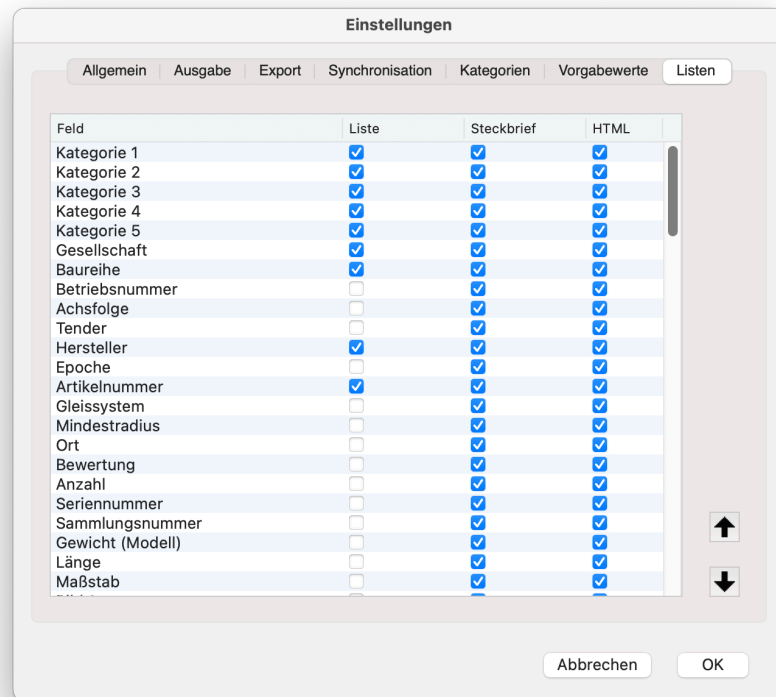 Einstellungen
Allgemein Ausgabe Export Synchronisation Kategorien Vorgabewerte Listen
Feld Liste Steckbrief HTML
Kategorie 1
Kategorie 2
Kategorie 3
Kategorie 4
Kategorie 5
Gesellschaft
Baureihe
Betriebsnummer
Achsfolge
Tender
Hersteller
Epoche
Artikelnummer
Gleissystem
Mindestradius
Ort
Bewertung
Anzahl
Seriennummer
Sammlungsnummer
Gewicht (Modell)
Länge
Maßstab
Abbrechen OK